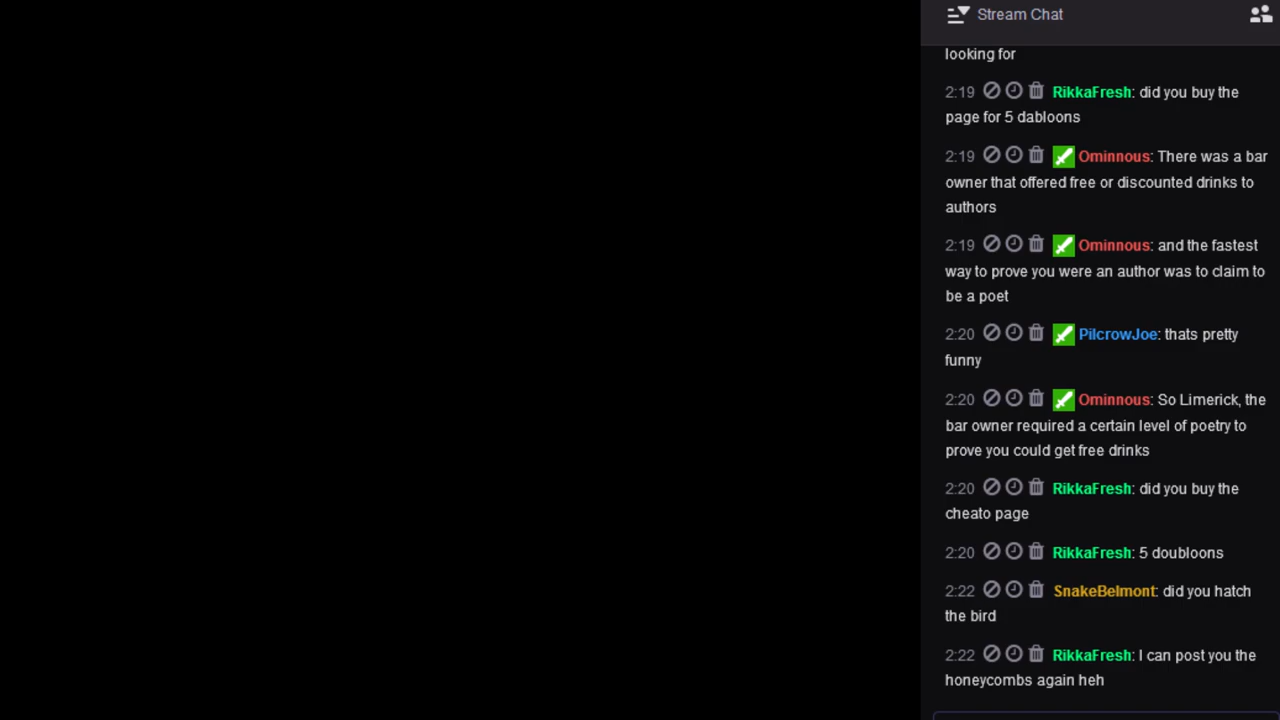 Stream Chat
looking for
2:19 RikkaFresh: did you buy the
page for 5 dabloons
2:19 Ominnous: There was a bar
owner that offered free or discounted drinks to
authors
2:19 Ominnous: and the fastest
way to prove you were an author was to claim to
be a poet
2:20 PilcrowJoe: thats pretty
funny
2:20 Ominnous: So Limerick, the
bar owner required a certain level of poetry to
prove you could get free drinks
2:20 RikkaFresh: did you buy the
cheato page
2:20 RikkaFresh: 5 doubloons
2:22 SnakeBelmont: did you hatch
the bird
2:22 RikkaFresh: I can post you the
honeycombs again heh